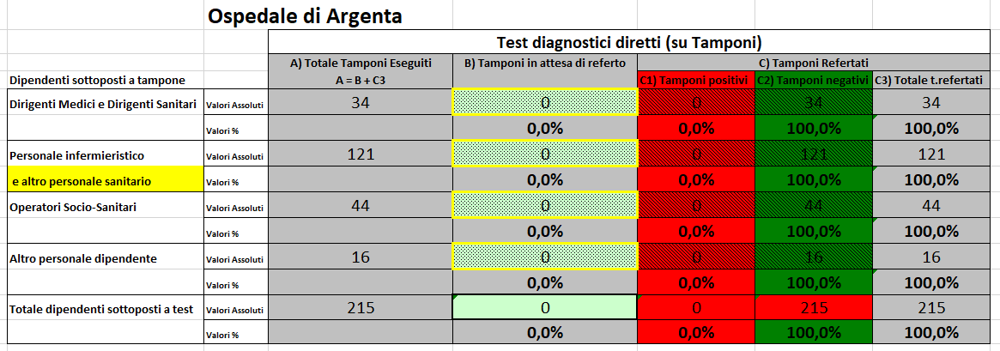 Ospedale di Argenta
Test diagnostici diretti (su Tamponi)
A) Totale Tamponi Eseguiti B) Tamponi in attesa di referto C) Tamponi Refertati
Dipendenti sottoposti a tampone A = B + C3 C1) Tamponi positivi C2) Tamponi negativi C3) Totale t.refertati
Dirigenti Medici e Dirigenti Sanitari Valori Assoluti 34 0 0 34 34
Valori % 0,0% 0,0% 100,0% 100,0%
Personale infermieristico Valori Assoluti 121 0 0 121 121
e altro personale sanitario Valori % 0,0% 0,0% 100,0% 100,0%
Operatori Socio-Sanitari Valori Assoluti 44 0 0 44 44
Valori % 0,0% 0,0% 100,0% 100,0%
Altro personale dipendente Valori Assoluti 16 0 0 16 16
Valori % 0,0% 0,0% 100,0% 100,0%
Totale dipendenti sottoposti a test Valori Assoluti 215 0 0 215 215
Valori % 0,0% 0,0% 100,0% 100,0%